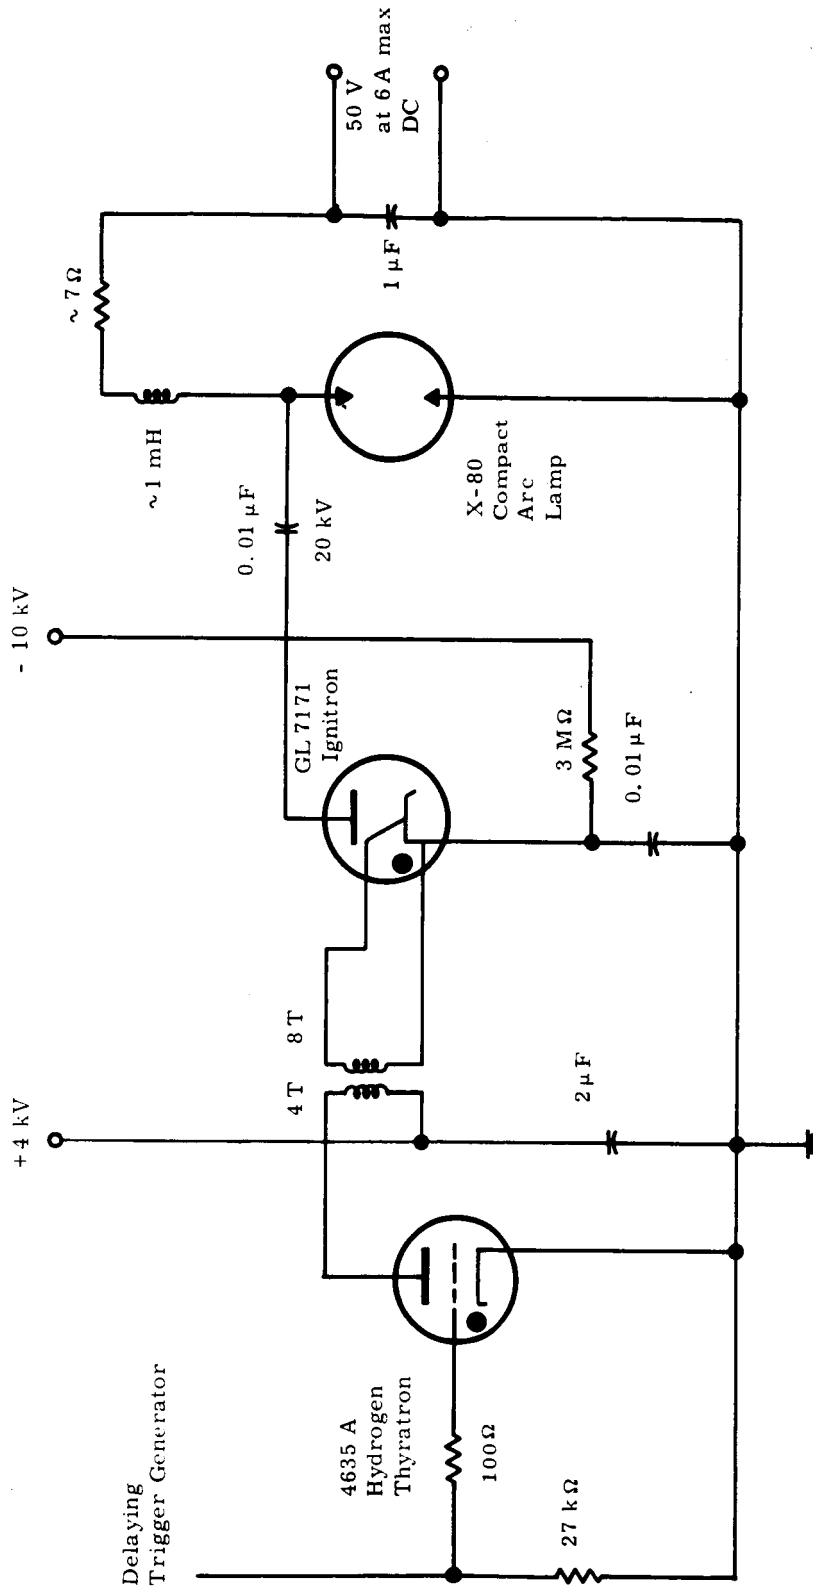 Delaying
Trigger Generator
4635 A
Hydrogen
Thyratron
100Ω
27 kΩ
+4 kV
4 T
8 T
2 μF
GL 7171
Ignitron
- 10 kV
3 MΩ
0.01 μF
0.01 μF
20 kV
~1 mH
~ 7 Ω
X-80
Compact
Arc
Lamp
1 μF
50 V
at 6 A max
DC